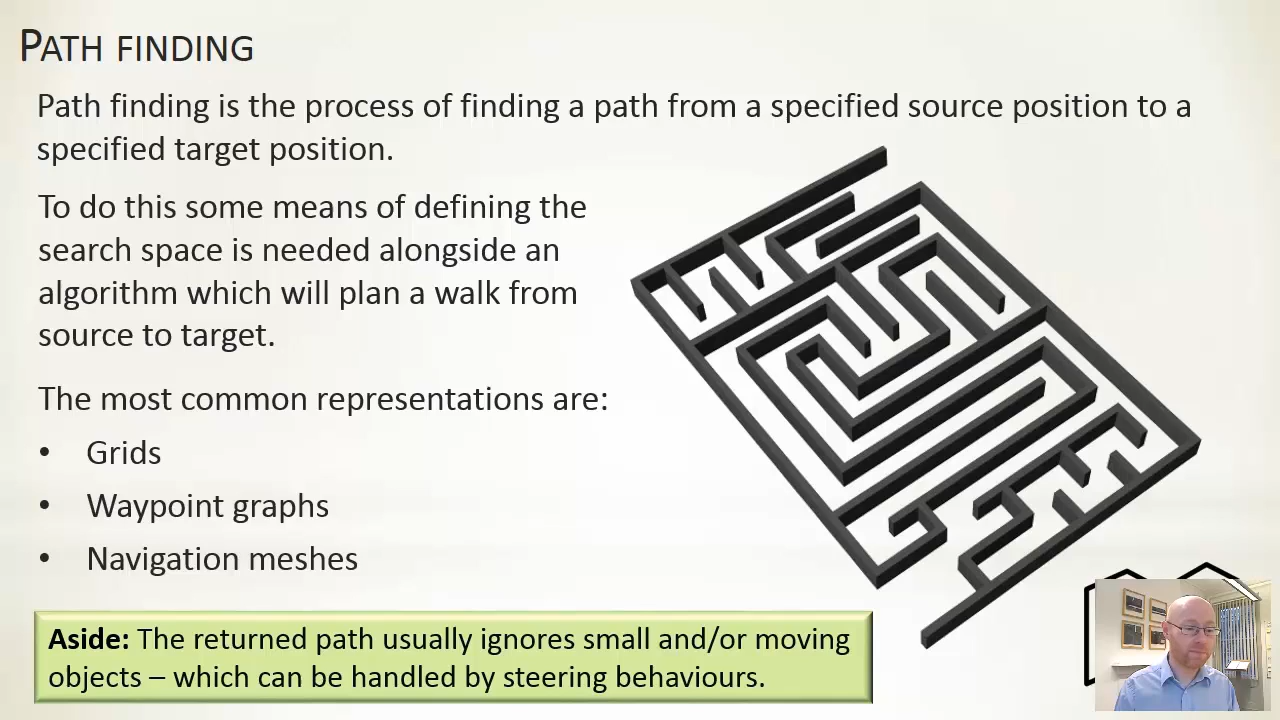 PATH FINDING
Path finding is the process of finding a path from a specified source position to a
specified target position.
To do this some means of defining the
search space is needed alongside an
algorithm which will plan a walk from
source to target.
The most common representations are:
• Grids
• Waypoint graphs
• Navigation meshes
Aside: The returned path usually ignores small and/or moving
objects – which can be handled by steering behaviours.